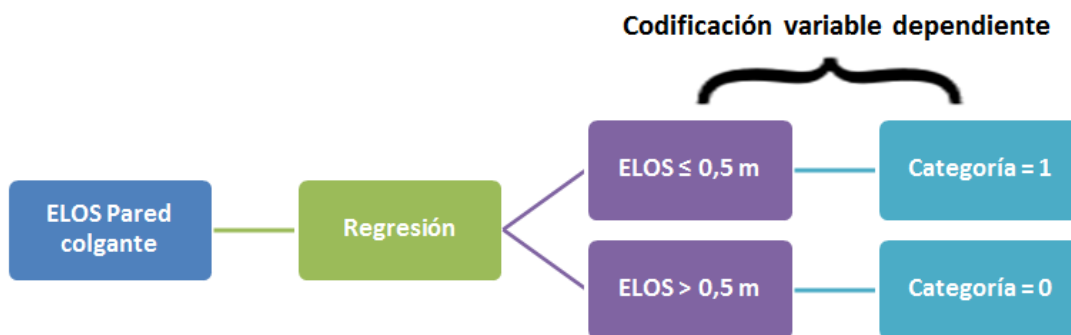 Codificación variable dependiente
ELOS Pared
colgante
Regresión
ELOS ≤ 0,5 m
Categoría = 1
ELOS > 0,5 m
Categoría = 0